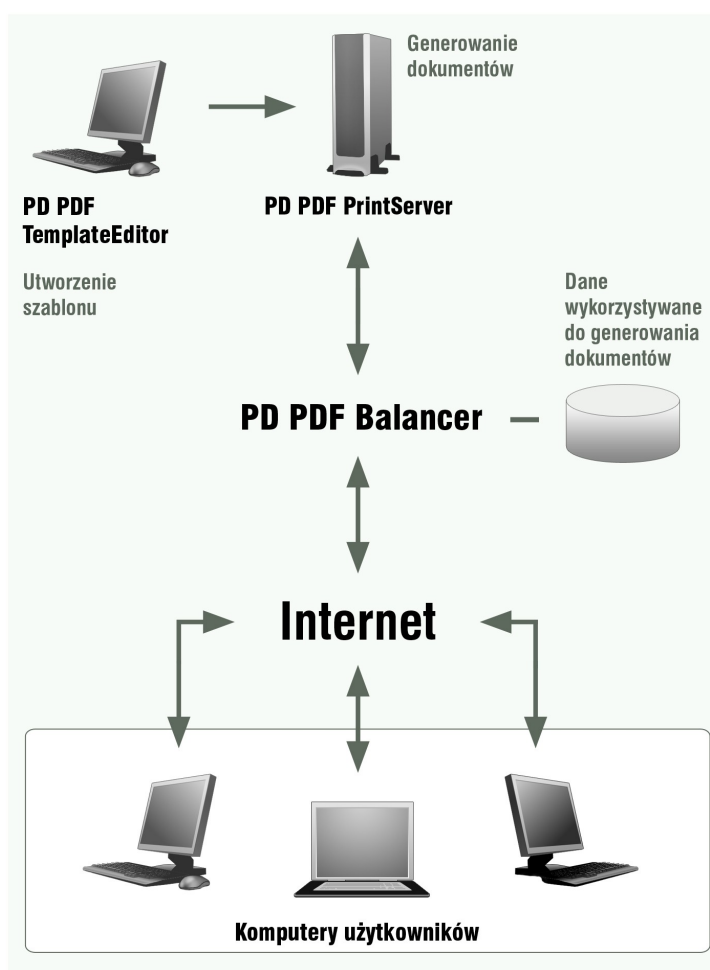 Generowanie
dokumentów
PD PDF
TemplateEditor
PD PDF PrintServer
Utworzenie
szablonu
Dane
wykorzystywane
do generowania
dokumentów
PD PDF Balancer
Internet
Komputery użytkowników